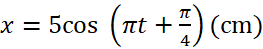 x = 5cos (πt + π/4) (cm)